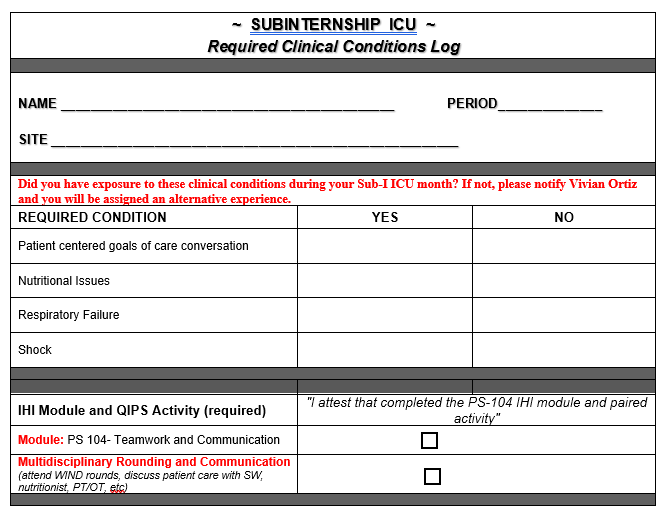 ~ SUBINTERNSHIP ICU ~
Required Clinical Conditions Log
NAME ______________________________________________ PERIOD______________
SITE ________________________________________________________
Did you have exposure to these clinical conditions during your Sub-I ICU month? If not, please notify Vivian Ortiz
and you will be assigned an alternative experience.
REQUIRED CONDITION YES NO
Patient centered goals of care conversation
Nutritional Issues
Respiratory Failure
Shock
IHI Module and QIPS Activity (required)
"I attest that completed the PS-104 IHI module and paired
activity"
Module: PS 104- Teamwork and Communication
Multidisciplinary Rounding and Communication
(attend WIND rounds, discuss patient care with SW,
nutritionist, PT/OT, etc)